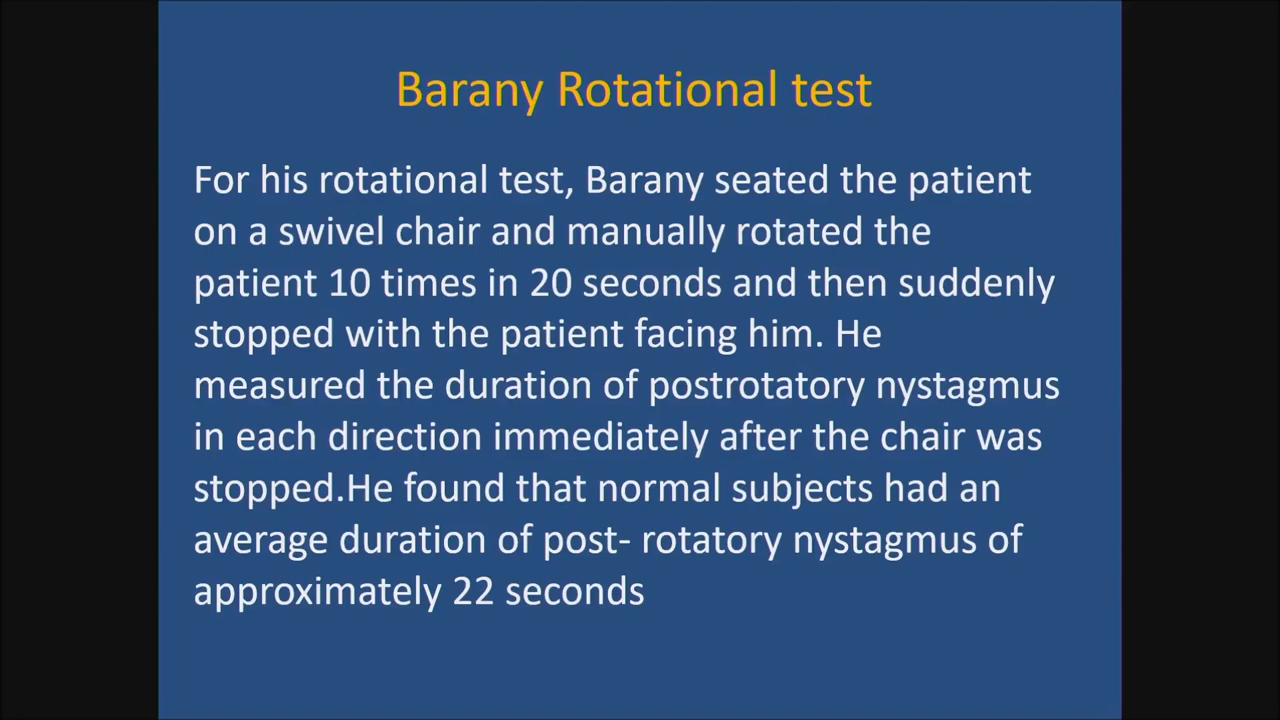 Barany Rotational test
For his rotational test, Barany seated the patient
on a swivel chair and manually rotated the
patient 10 times in 20 seconds and then suddenly
stopped with the patient facing him. He
measured the duration of postrotatory nystagmus
in each direction immediately after the chair was
stopped.He found that normal subjects had an
average duration of post- rotatory nystagmus of
approximately 22 seconds